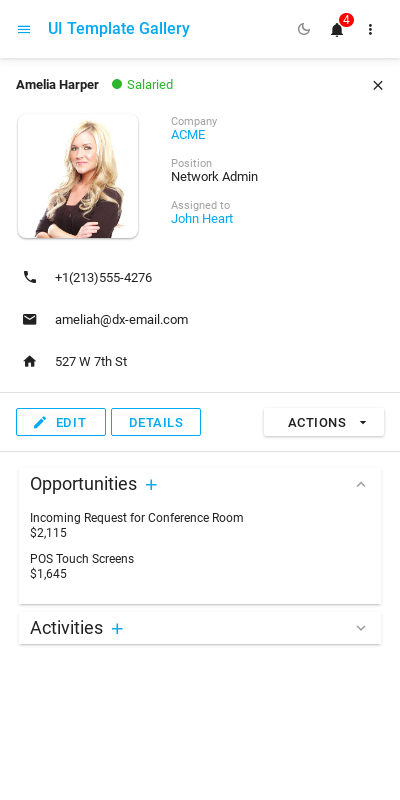 UI Template Gallery
4
Amelia Harper
Salaried
Company
ACME
Position
Network Admin
Assigned to
John Heart
+1(213)555-4276
ameliah@dx-email.com
527 W 7th St
EDIT
DETAILS
ACTIONS
Opportunities
Incoming Request for Conference Room
$2,115
POS Touch Screens
$1,645
Activities